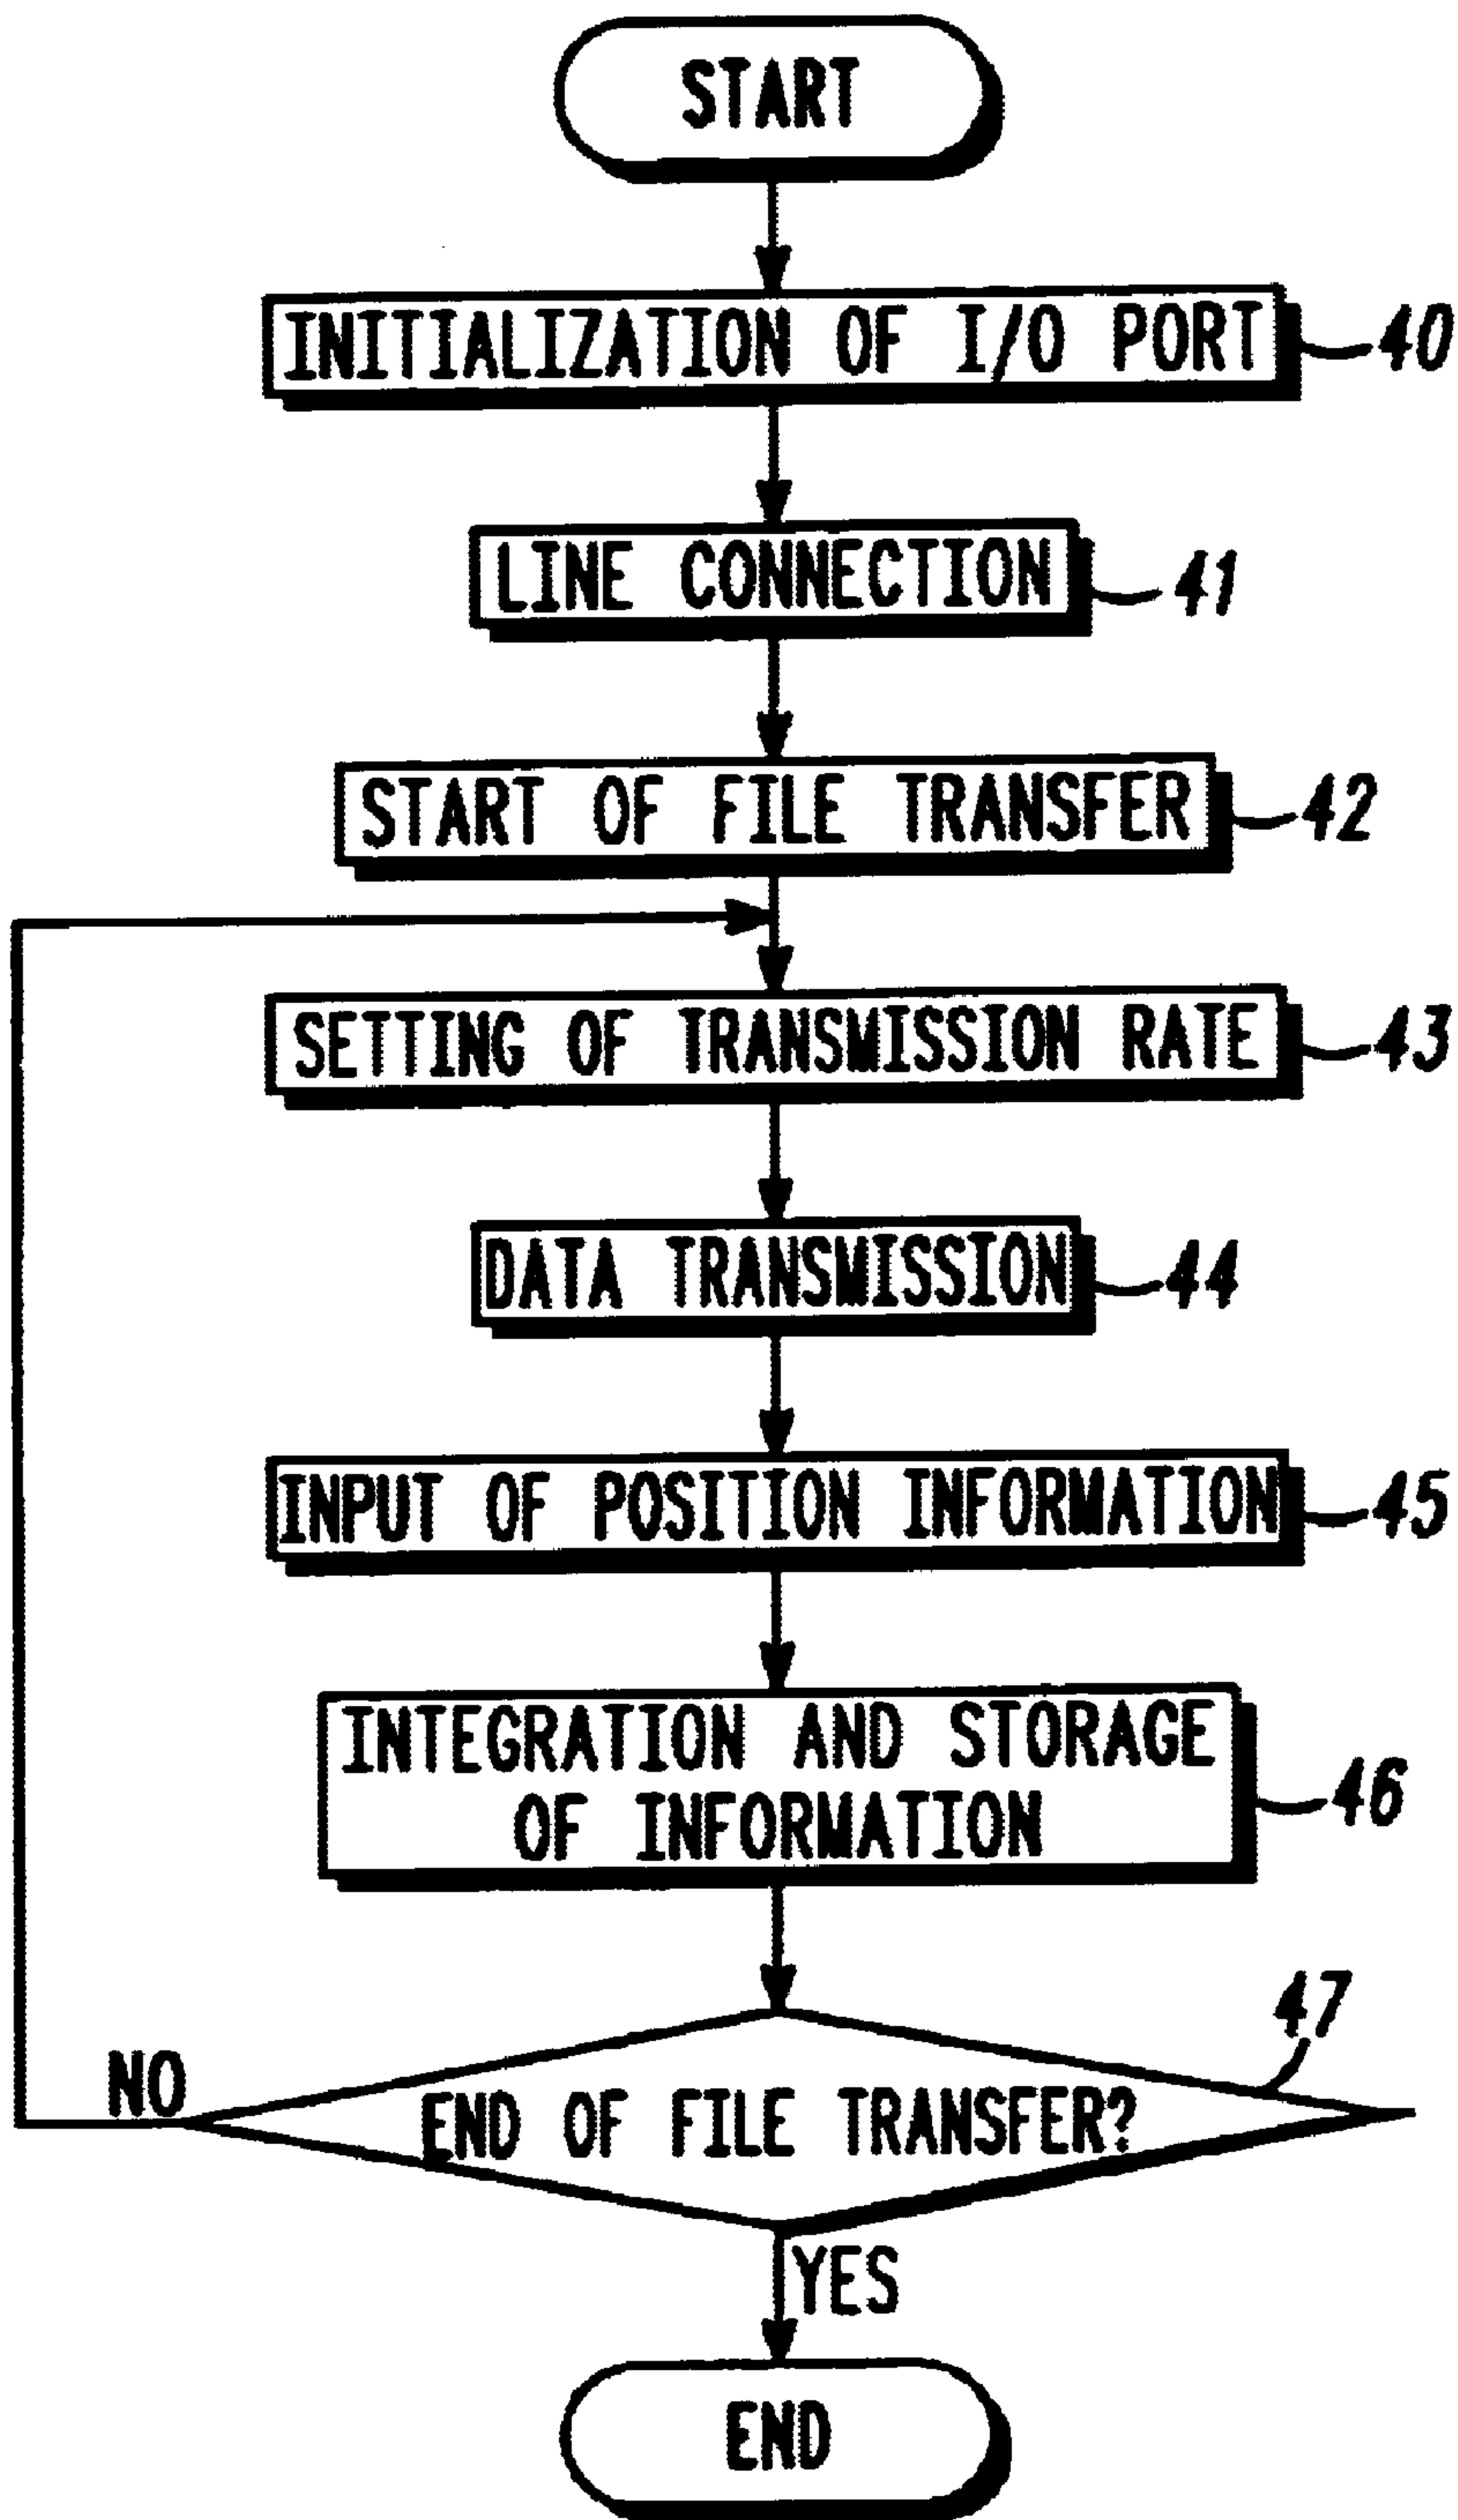 START
INITIALIZATION OF I/O PORT 40
LINE CONNECTION 41
START OF FILE TRANSFER 42
SETTING OF TRANSMISSION RATE 43
DATA TRANSMISSION 44
INPUT OF POSITION INFORMATION 45
INTEGRATION AND STORAGE
OF INFORMATION
46
47
NO
END OF FILE TRANSFER?
YES
END